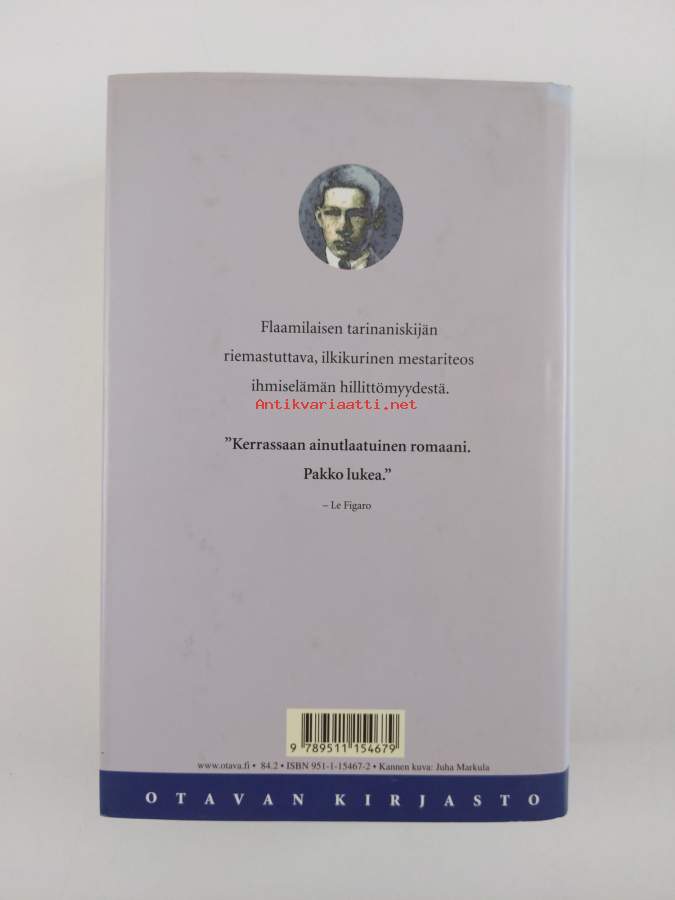 Flaamilaisen tarinaniskijän
riemastuttava, ilkikurinen mestariteos
ihmiselämän hillittömyydestä.
Antikvariaatti.net
”Kerrassaan ainutlaatuinen romaani.
Pakko lukea.”
– Le Figaro
9 789511 154679
www.otava.fi • 84.2 • ISBN 951-1-15467-2 • Kannen kuva: Juha Markula
OTAVAN KIRJASTO